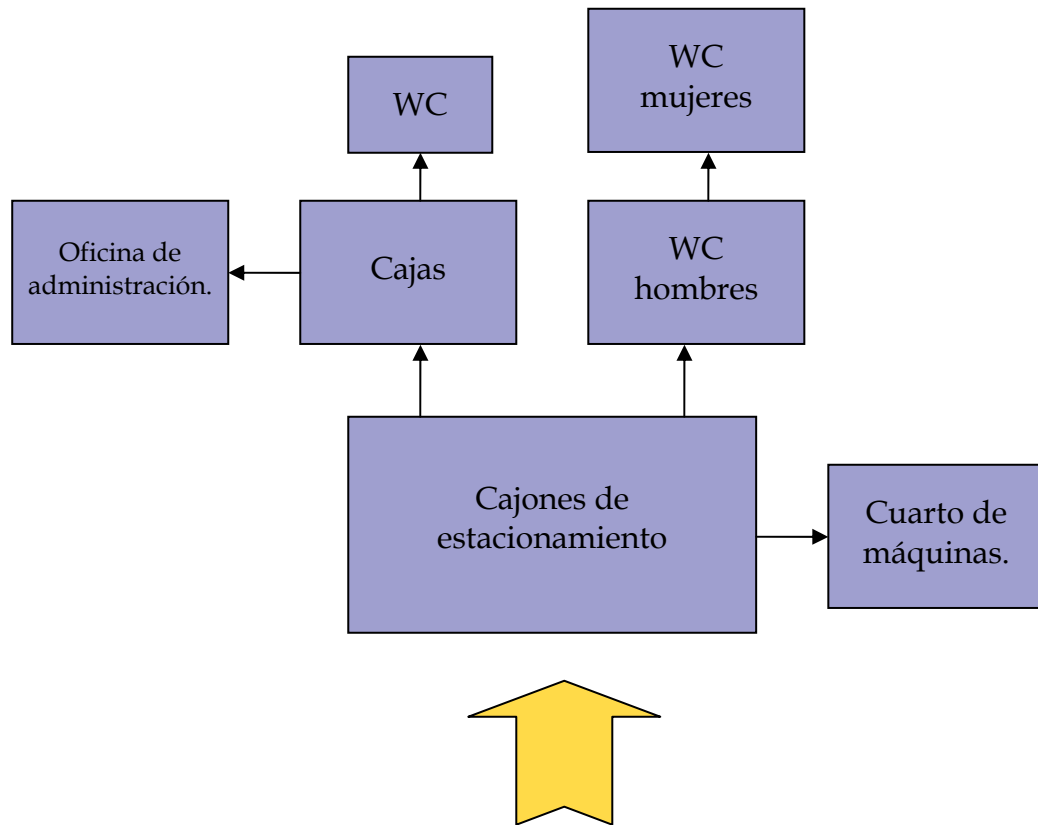 WC
WC
mujeres
Oficina de
administración.
Cajas
WC
hombres
Cajones de
estacionamiento
Cuarto de
máquinas.